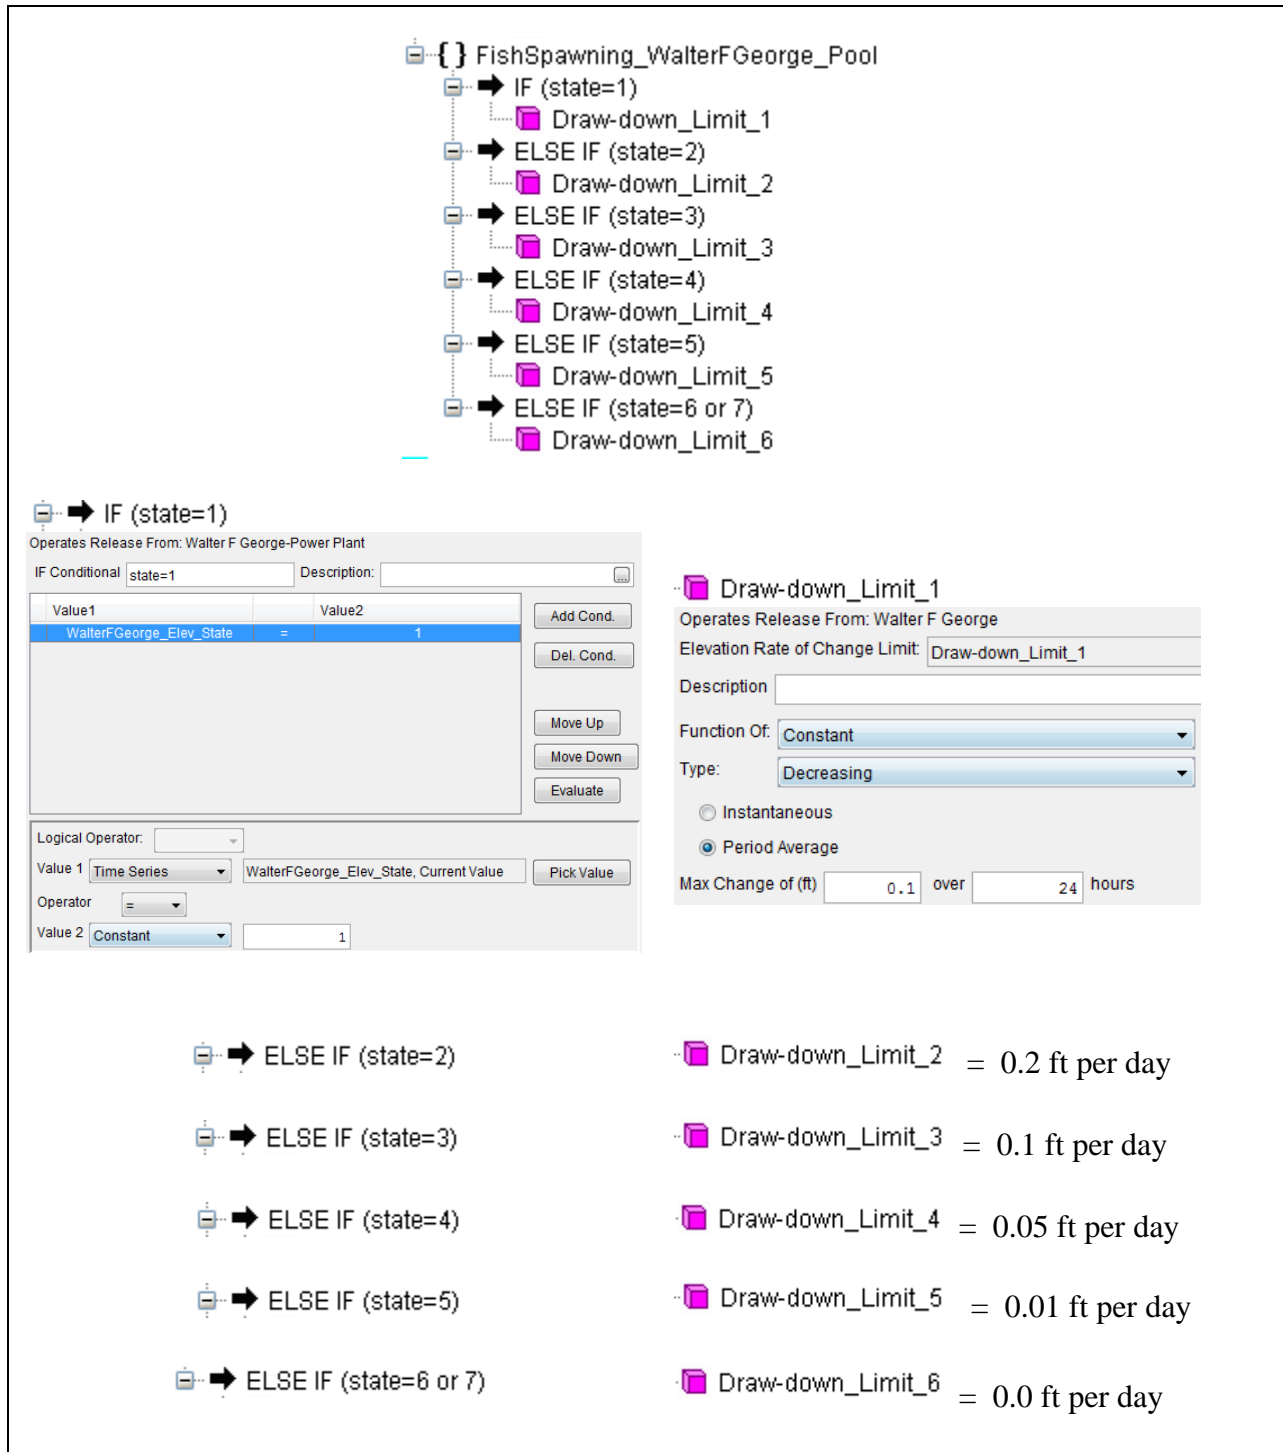 { } FishSpawning_WalterFGeorge_Pool
IF (state=1)
Draw-down_Limit_1
ELSE IF (state=2)
Draw-down_Limit_2
ELSE IF (state=3)
Draw-down_Limit_3
ELSE IF (state=4)
Draw-down_Limit_4
ELSE IF (state=5)
Draw-down_Limit_5
ELSE IF (state=6 or 7)
Draw-down_Limit_6
IF (state=1)
Operates Release From: Walter F George-Power Plant
IF Conditional state=1 Description: ...
Value1 Value2
WalterFGeorge_Elev_State = 1
Add Cond.
Del. Cond.
Move Up
Move Down
Evaluate
Logical Operator:
Value 1 Time Series WalterFGeorge_Elev_State, Current Value Pick Value
Operator =
Value 2 Constant 1
Draw-down_Limit_1
Operates Release From: Walter F George
Elevation Rate of Change Limit: Draw-down_Limit_1
Description
Function Of: Constant
Type: Decreasing
Instantaneous
Period Average
Max Change of (ft) 0.1 over 24 hours
ELSE IF (state=2) Draw-down_Limit_2 = 0.2 ft per day
ELSE IF (state=3) Draw-down_Limit_3 = 0.1 ft per day
ELSE IF (state=4) Draw-down_Limit_4 = 0.05 ft per day
ELSE IF (state=5) Draw-down_Limit_5 = 0.01 ft per day
ELSE IF (state=6 or 7) Draw-down_Limit_6 = 0.0 ft per day